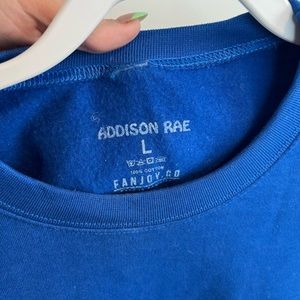 ADDISON RAE
L
100% COTTON
FANJOY.CO